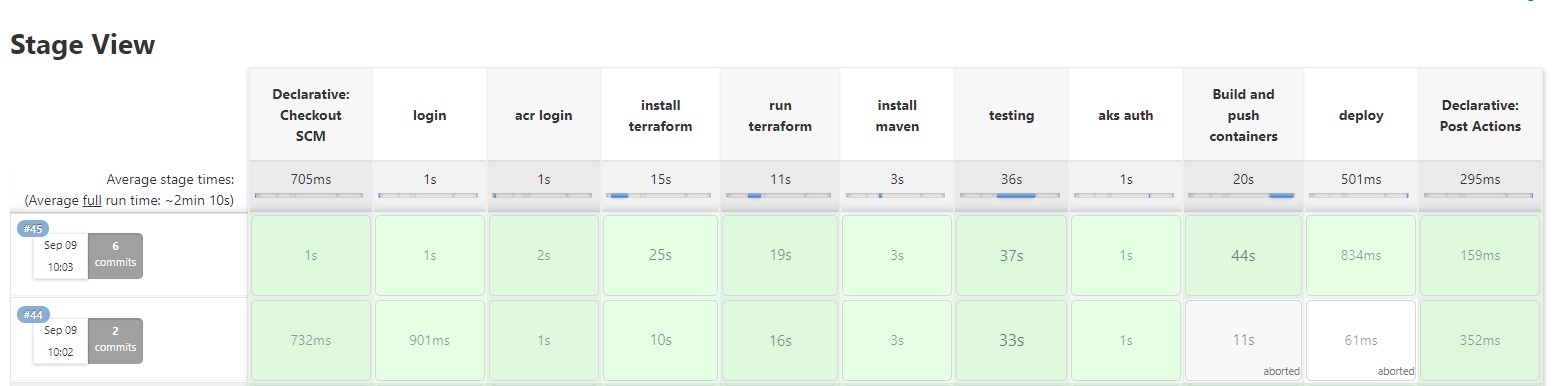 Stage View
Declarative: Checkout SCM
login
acr login
install terraform
run terraform
install maven
testing
aks auth
Build and push containers
deploy
Declarative: Post Actions
Average stage times:
(Average full run time: ~2min 10s)
705ms
1s
1s
15s
11s
3s
36s
1s
20s
501ms
295ms
#45
Sep 09
10:03
6
commits
1s
1s
2s
25s
19s
3s
37s
1s
44s
834ms
159ms
#44
Sep 09
10:02
2
commits
732ms
901ms
1s
10s
16s
3s
33s
1s
11s
aborted
61ms
aborted
352ms